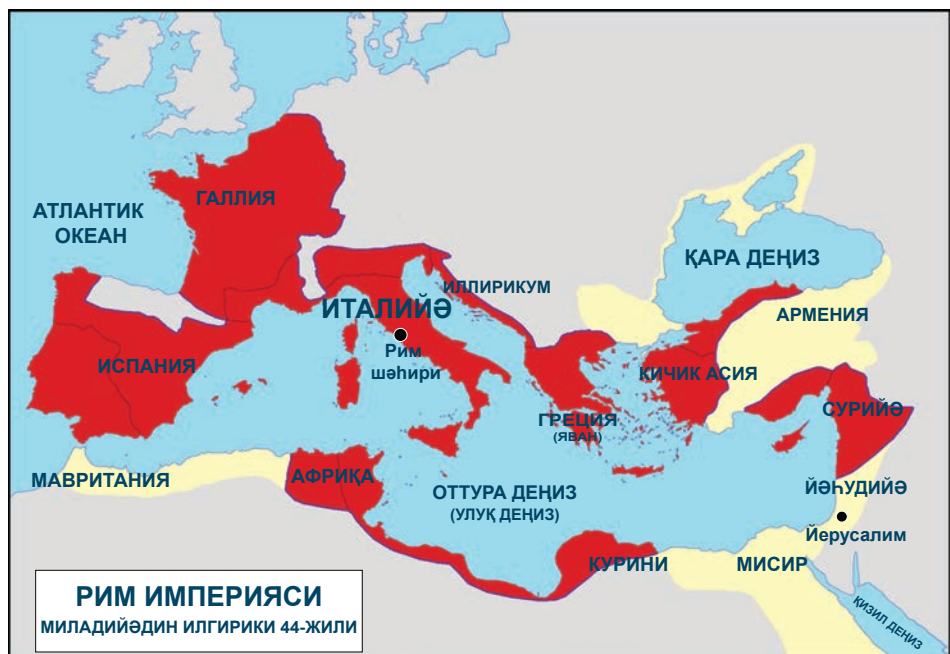 ГАЛЛИЯ
АТЛАНТИК
ОКЕАН
ҚАРА ДЕҢИЗ
ИЛЛИРИКУМ
ИТАЛИЙӘ
АРМЕНИЯ
Рим
шәһири
ИСПАНИЯ
КИЧИК АСИЯ
СУРИЙӘ
ГРЕЦИЯ
(ЯВАН)
МАВРИТАНИЯ
АФРИҚА
ОТТУРА ДЕҢИЗ
(УЛУҚ ДЕҢИЗ)
ЙӘҺУДИЙӘ
Йерусалим
КУРИНИ
МИСИР
ҚИЗИЛ ДЕҢИЗ
РИМ ИМПЕРИЯСИ
МИЛАДИЙӘДИН ИЛГИРИКИ 44-ЖИЛИ